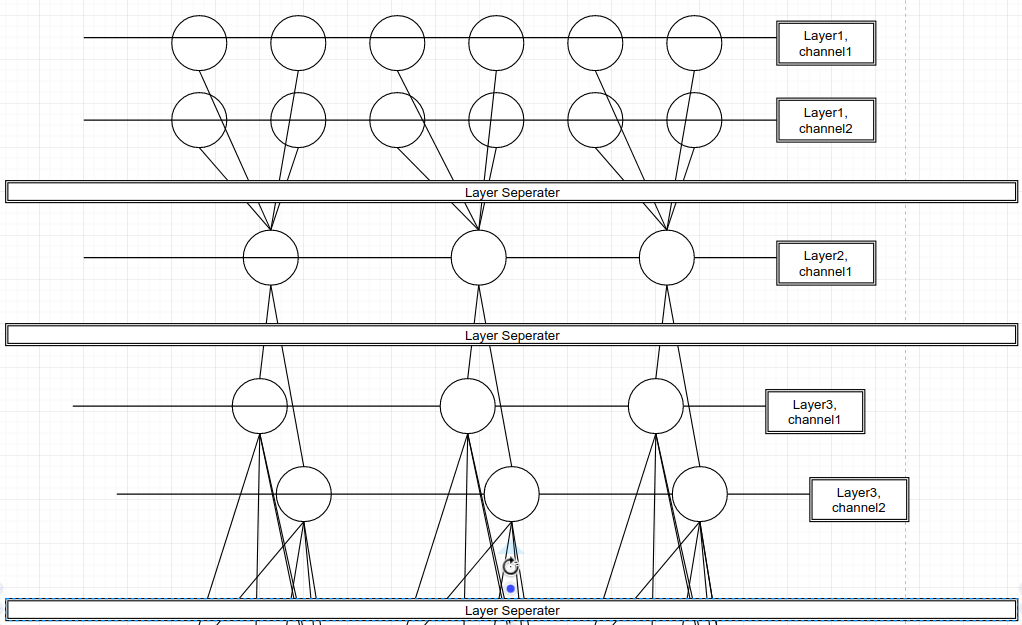 Layer1,
channel1
Layer1,
channel2
Layer Seperater
Layer2,
channel1
Layer Seperater
Layer3,
channel1
Layer3,
channel2
Layer Seperater